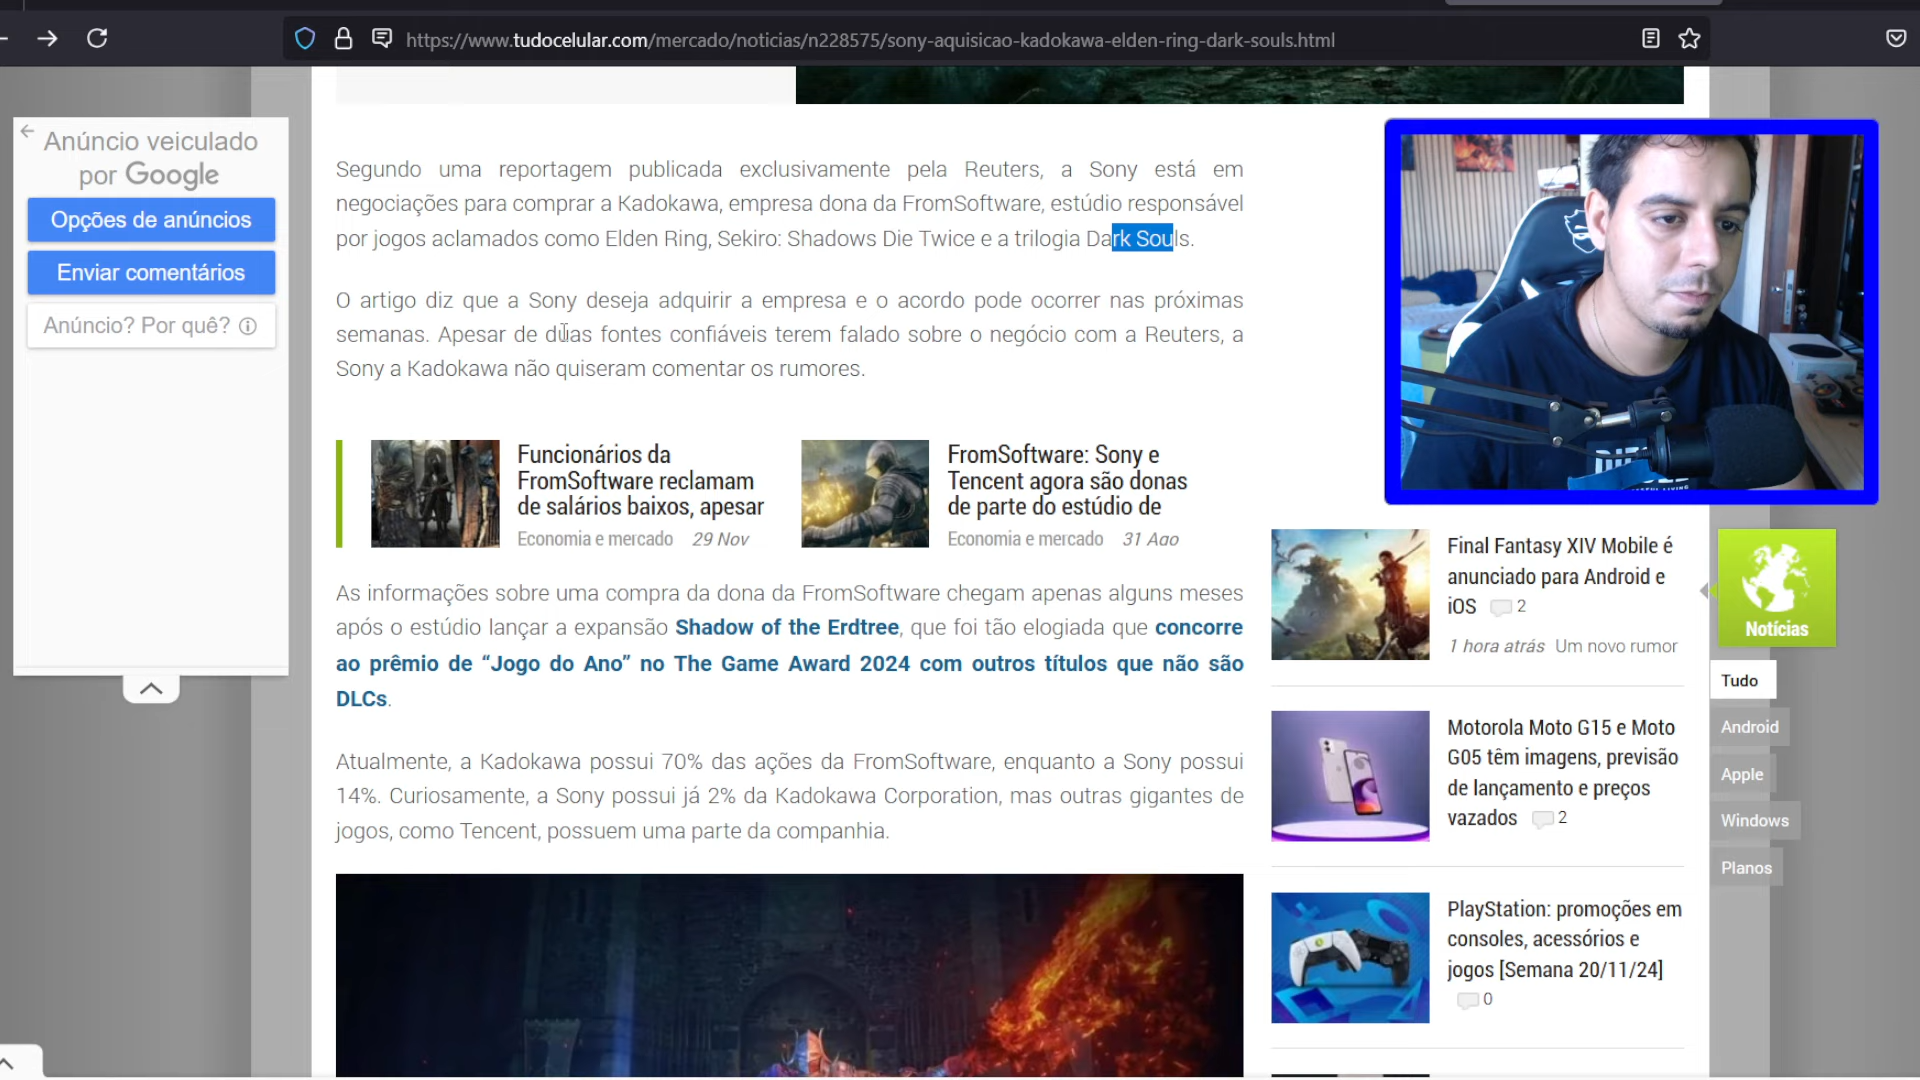 https://www.tudocelular.com/mercado/noticias/n228575/sony-aquisicao-kadokawa-elden-ring-dark-souls.html
Anúncio veiculado
por Google
Opções de anúncios
Enviar comentários
Anúncio? Por quê?
Segundo uma reportagem publicada exclusivamente pela Reuters, a Sony está em
negociações para comprar a Kadokawa, empresa dona da FromSoftware, estúdio responsável
por jogos aclamados como Elden Ring, Sekiro: Shadows Die Twice e a trilogia Dark Souls.
O artigo diz que a Sony deseja adquirir a empresa e o acordo pode ocorrer nas próximas
semanas. Apesar de duas fontes confiáveis terem falado sobre o negócio com a Reuters, a
Sony a Kadokawa não quiseram comentar os rumores.
Funcionários da
FromSoftware reclamam
de salários baixos, apesar
Economia e mercado 29 Nov
FromSoftware: Sony e
Tencent agora são donas
de parte do estúdio de
Economia e mercado 31 Ago
As informações sobre uma compra da dona da FromSoftware chegam apenas alguns meses
após o estúdio lançar a expansão Shadow of the Erdtree, que foi tão elogiada que concorre
ao prêmio de “Jogo do Ano” no The Game Award 2024 com outros títulos que não são
DLCs.
Atualmente, a Kadokawa possui 70% das ações da FromSoftware, enquanto a Sony possui
14%. Curiosamente, a Sony possui já 2% da Kadokawa Corporation, mas outras gigantes de
jogos, como Tencent, possuem uma parte da companhia.
Final Fantasy XIV Mobile é
anunciado para Android e
iOS 2
1 hora atrás Um novo rumor
Motorola Moto G15 e Moto
G05 têm imagens, previsão
de lançamento e preços
vazados 2
PlayStation: promoções em
consoles, acessórios e
jogos [Semana 20/11/24]
0
Notícias
Tudo
Android
Apple
Windows
Planos